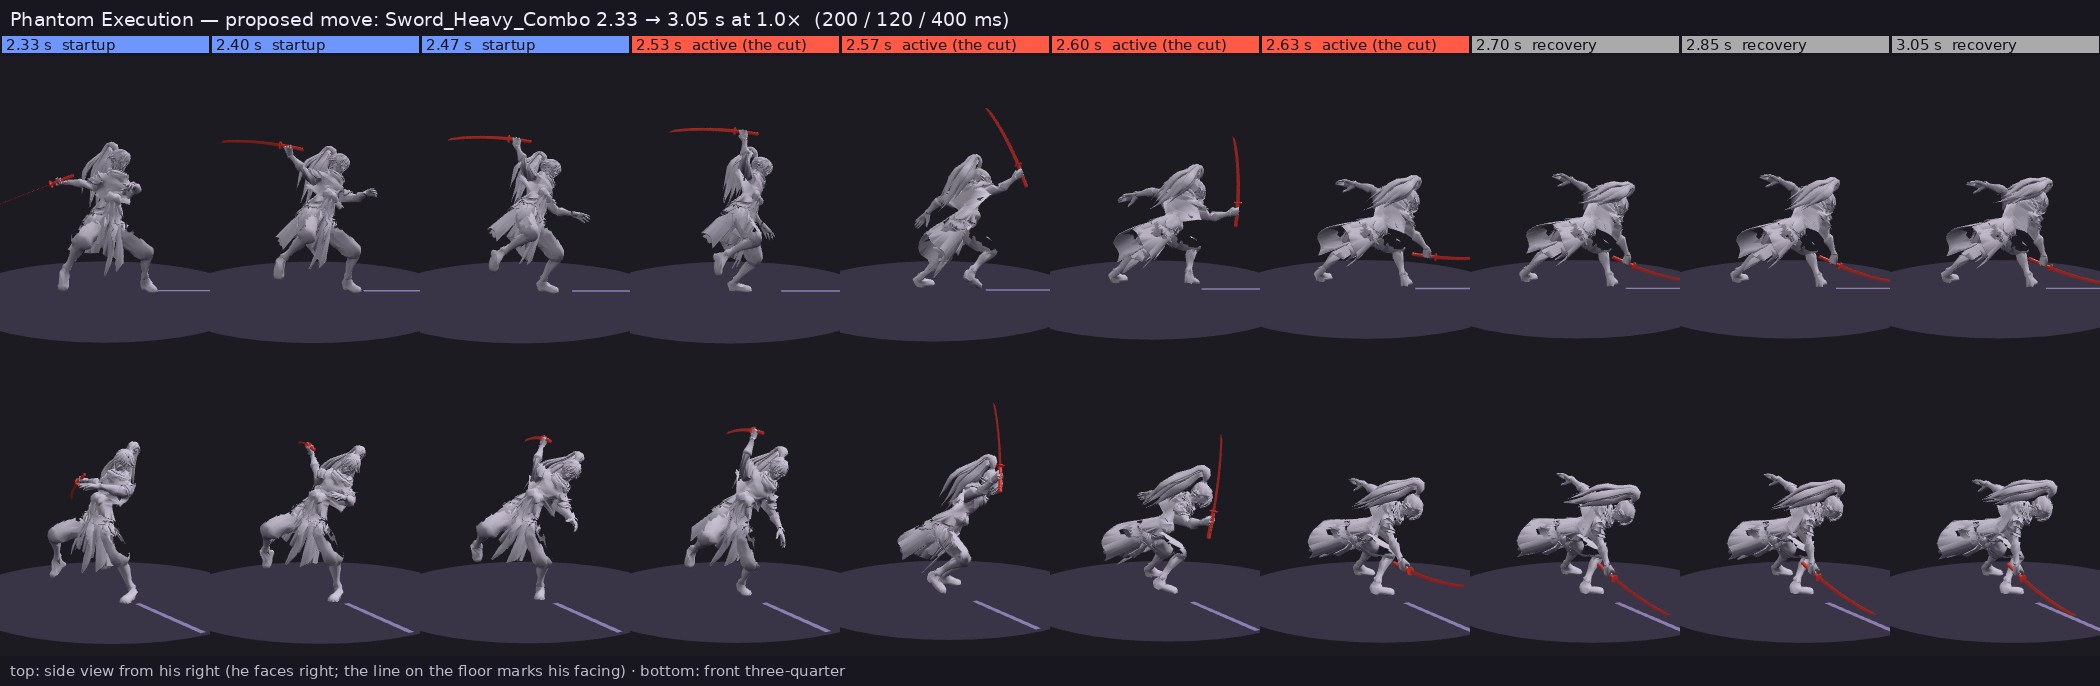 Phantom Execution — proposed move: Sword_Heavy_Combo 2.33 → 3.05 s at 1.0× (200 / 120 / 400 ms)
2.33 s startup
2.40 s startup
2.47 s startup
2.53 s active (the cut)
2.57 s active (the cut)
2.60 s active (the cut)
2.63 s active (the cut)
2.70 s recovery
2.85 s recovery
3.05 s recovery
top: side view from his right (he faces right; the line on the floor marks his facing) · bottom: front three-quarter